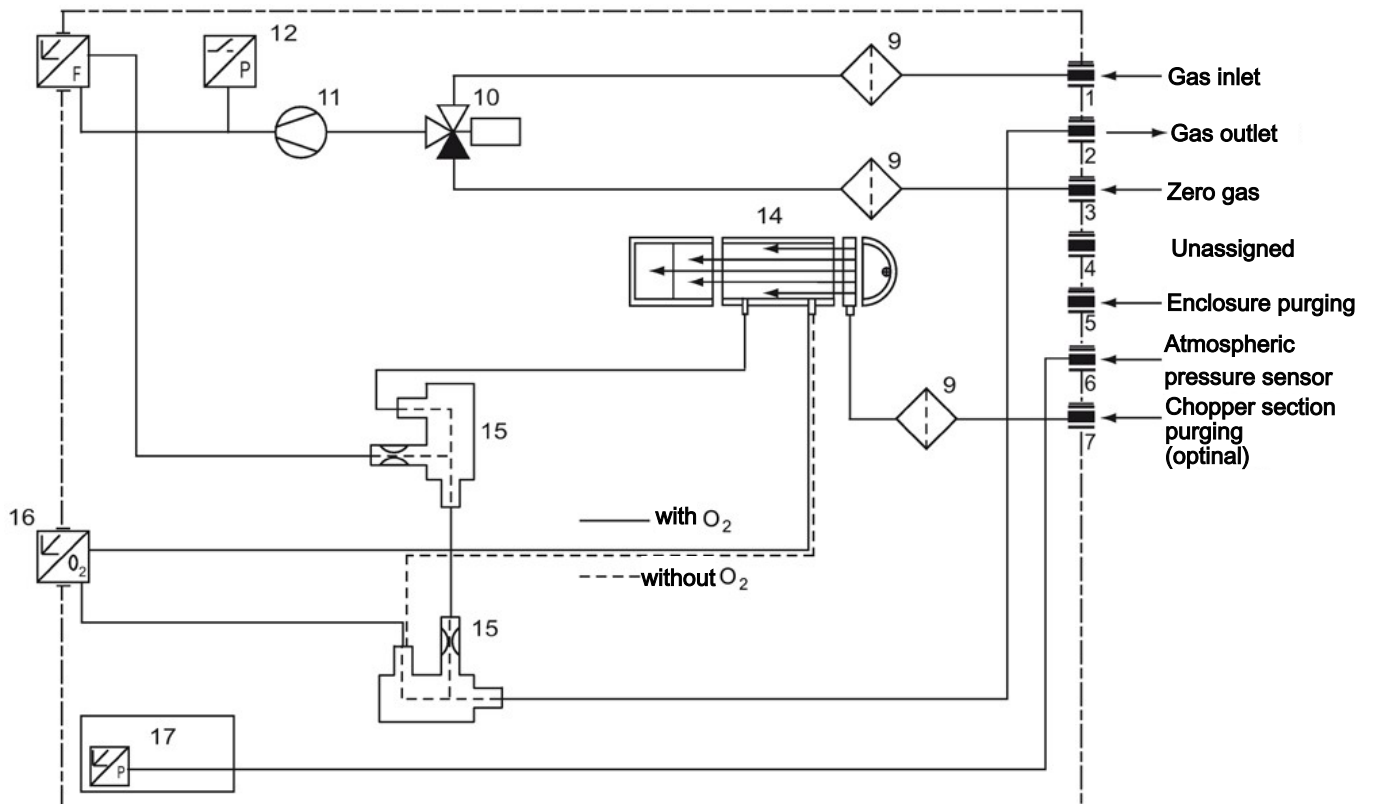 12
9
F
P
11
10
Gas inlet
1
Gas outlet
2
9
Zero gas
3
14
Unassigned
4
Enclosure purging
5
Atmospheric
pressure sensor
6
9
Chopper section
purging
(optinal)
7
15
16
with O2
O2
without O2
15
17
P